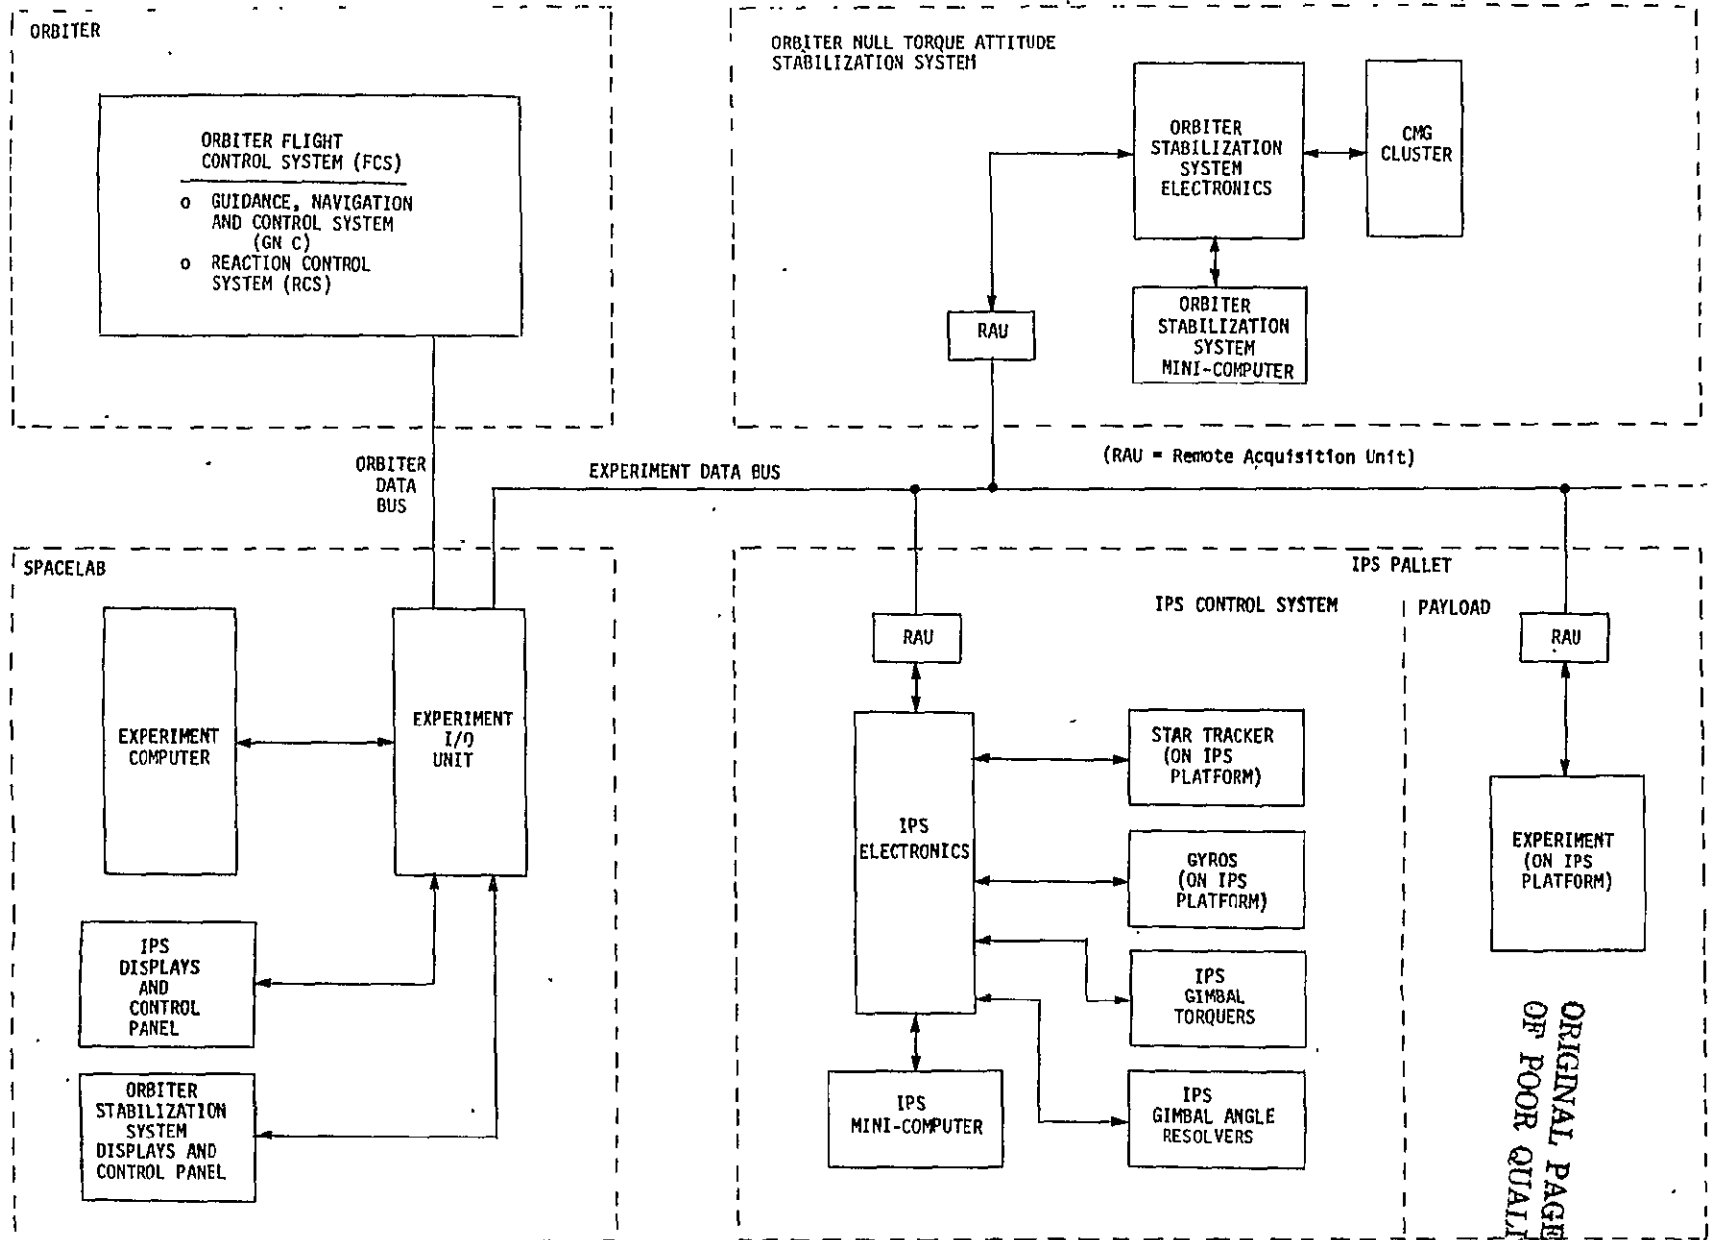 ORBITER
ORBITER FLIGHT
CONTROL SYSTEM (FCS)
o GUIDANCE, NAVIGATION
AND CONTROL SYSTEM
(GN C)
o REACTION CONTROL
SYSTEM (RCS)
ORBITER NULL TORQUE ATTITUDE
STABILIZATION SYSTEM
ORBITER
STABILIZATION
SYSTEM
ELECTRONICS
CMG
CLUSTER
RAU
ORBITER
STABILIZATION
SYSTEM
MINI-COMPUTER
ORBITER
DATA
BUS
EXPERIMENT DATA BUS
(RAU = Remote Acquisition Unit)
SPACELAB
EXPERIMENT
COMPUTER
EXPERIMENT
I/O
UNIT
IPS
DISPLAYS
AND
CONTROL
PANEL
ORBITER
STABILIZATION
SYSTEM
DISPLAYS AND
CONTROL PANEL
IPS PALLET
IPS CONTROL SYSTEM
PAYLOAD
RAU
IPS
ELECTRONICS
STAR TRACKER
(ON IPS
PLATFORM)
GYROS
(ON IPS
PLATFORM)
IPS
GIMBAL
TORQUERS
IPS
GIMBAL ANGLE
RESOLVERS
IPS
MINI-COMPUTER
RAU
EXPERIMENT
(ON IPS
PLATFORM)
ORIGINAL PAGE
OF POOR QUALI